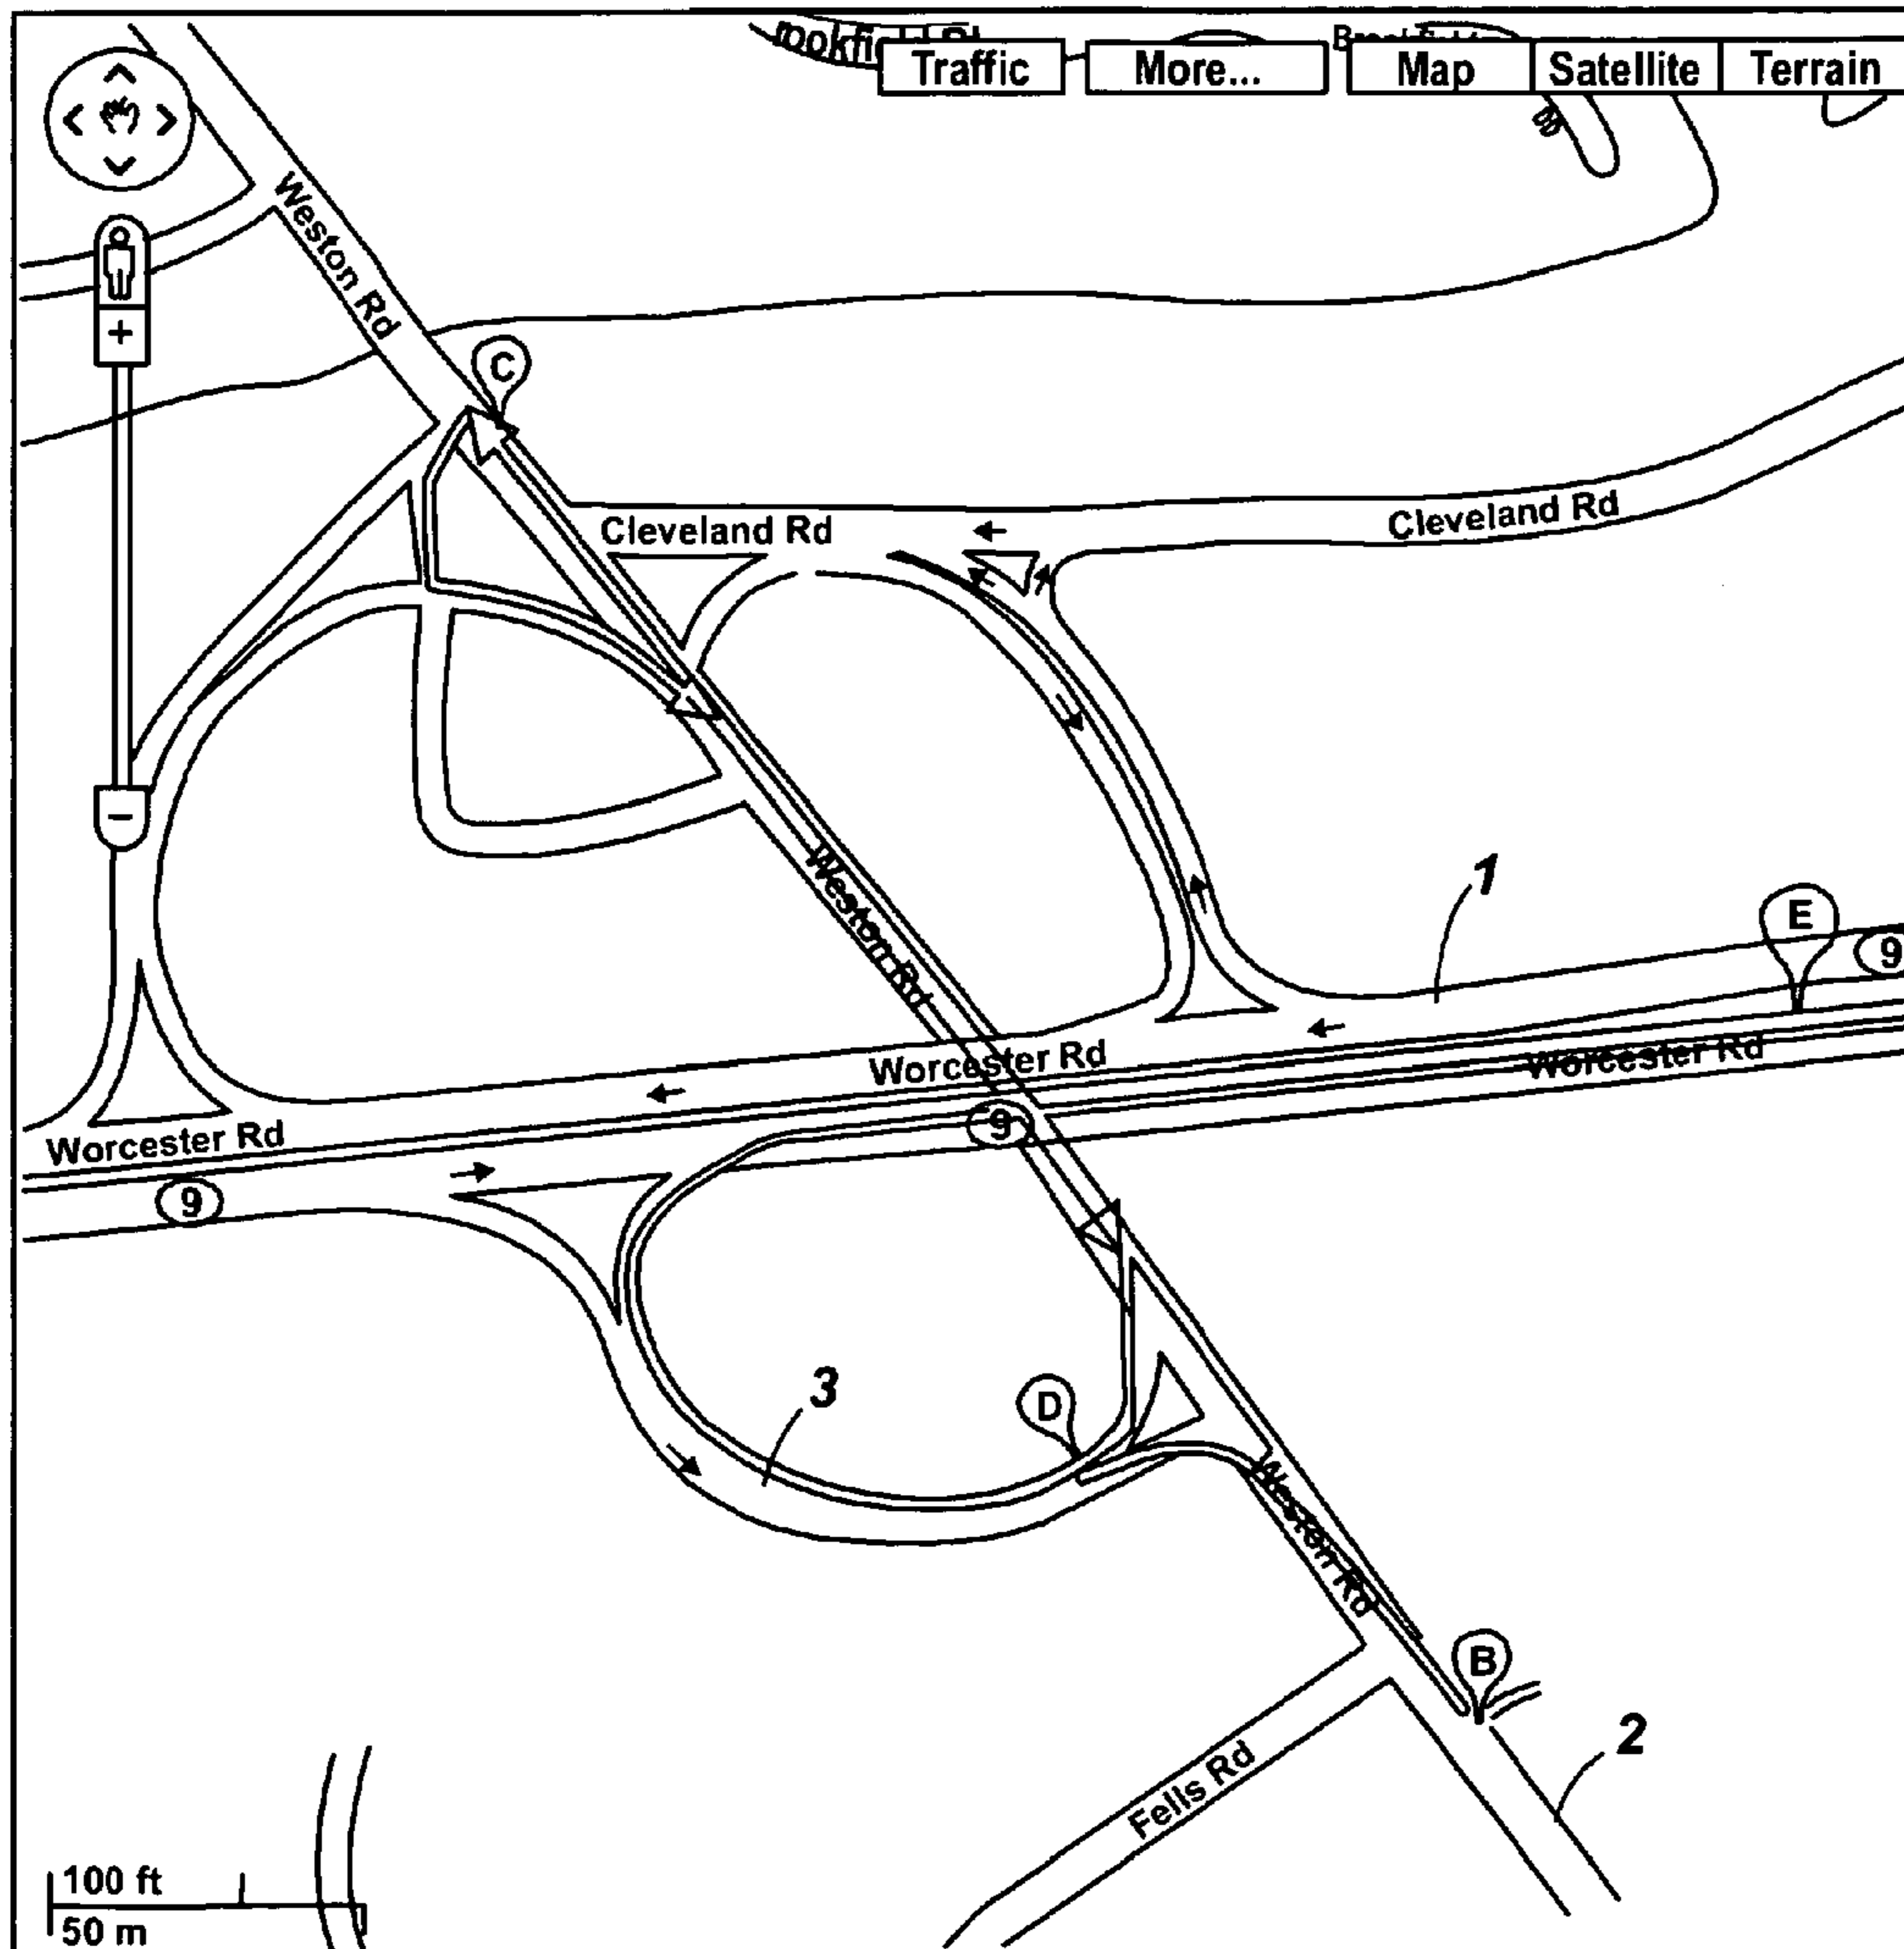 Traffic
More...
Map
Satellite
Terrain
Weston Rd
+
C
Cleveland Rd
Cleveland Rd
−
Weston Rd
1
E
9
Worcester Rd
Worcester Rd
9
Worcester Rd
9
3
D
Weston Rd
B
2
Fells Rd
100 ft
50 m